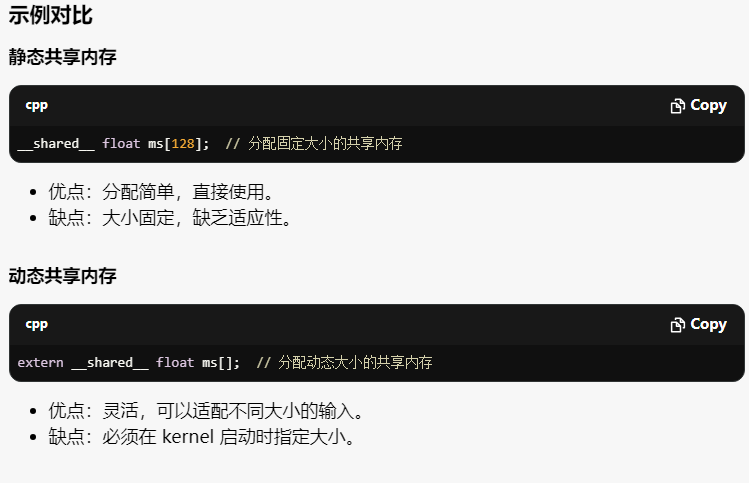 示例对比
静态共享内存
cpp
Copy
__shared__ float ms[128];  // 分配固定大小的共享内存
优点：分配简单，直接使用。
缺点：大小固定，缺乏适应性。
动态共享内存
cpp
Copy
extern __shared__ float ms[];  // 分配动态大小的共享内存
优点：灵活，可以适配不同大小的输入。
缺点：必须在 kernel 启动时指定大小。